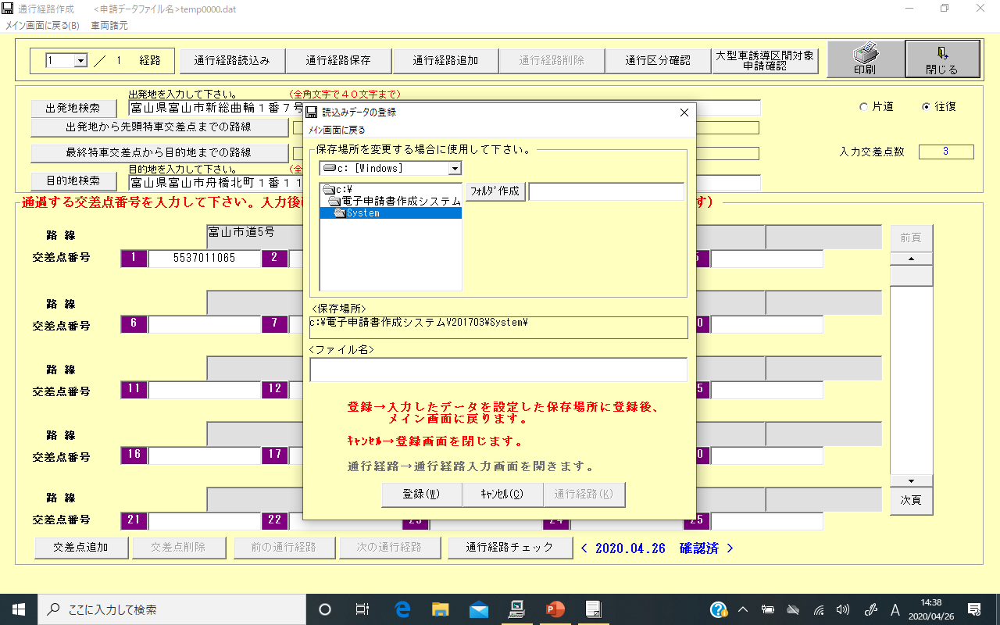 通行経路作成 <申請データファイル名>temp0000.dat
メイン画面に戻る(B) 車両諸元
1 ／ 1 経路
通行経路読込み
通行経路保存
通行経路追加
通行経路削除
通行区分確認
大型車誘導区間対象
申請確認
印刷
閉じる
出発地を入力して下さい。 (全角文字で４０文字まで)
出発地検索
富山県富山市新総曲輪１番７号
片道
往復
出発地から先頭特車交差点までの路線
最終特車交差点から目的地までの路線
入力交差点数 3
目的地を入力して下さい。 (全
目的地検索
富山県富山市舟橋北町１番１１
通過する交差点番号を入力して下さい。入力後
す）
読込みデータの登録
ﾒｲﾝ画面に戻る
保存場所を変更する場合に使用して下さい。
c: [Windows]
c:¥
電子申請書作成システム
System
ﾌｫﾙﾀﾞ作成
<保存場所>
c:¥電子申請書作成システムV201703¥System¥
<ファイル名>
登録→入力したデータを設定した保存場所に登録後、
メイン画面に戻ります。
ｷｬﾝｾﾙ→登録画面を閉じます。
通行経路→通行経路入力画面を開きます。
登録(W)
ｷｬﾝｾﾙ(C)
通行経路(K)
路線 富山市道5号
交差点番号 1 5537011065 2
前頁
路線
交差点番号 6 7 0
路線
交差点番号 11 12 5
路線
交差点番号 16 17 0
路線
交差点番号 21 22 23 24 25
次頁
交差点追加
交差点削除
前の通行経路
次の通行経路
通行経路チェック
< 2020.04.26 確認済 >
ここに入力して検索
A
14:38
2020/04/26